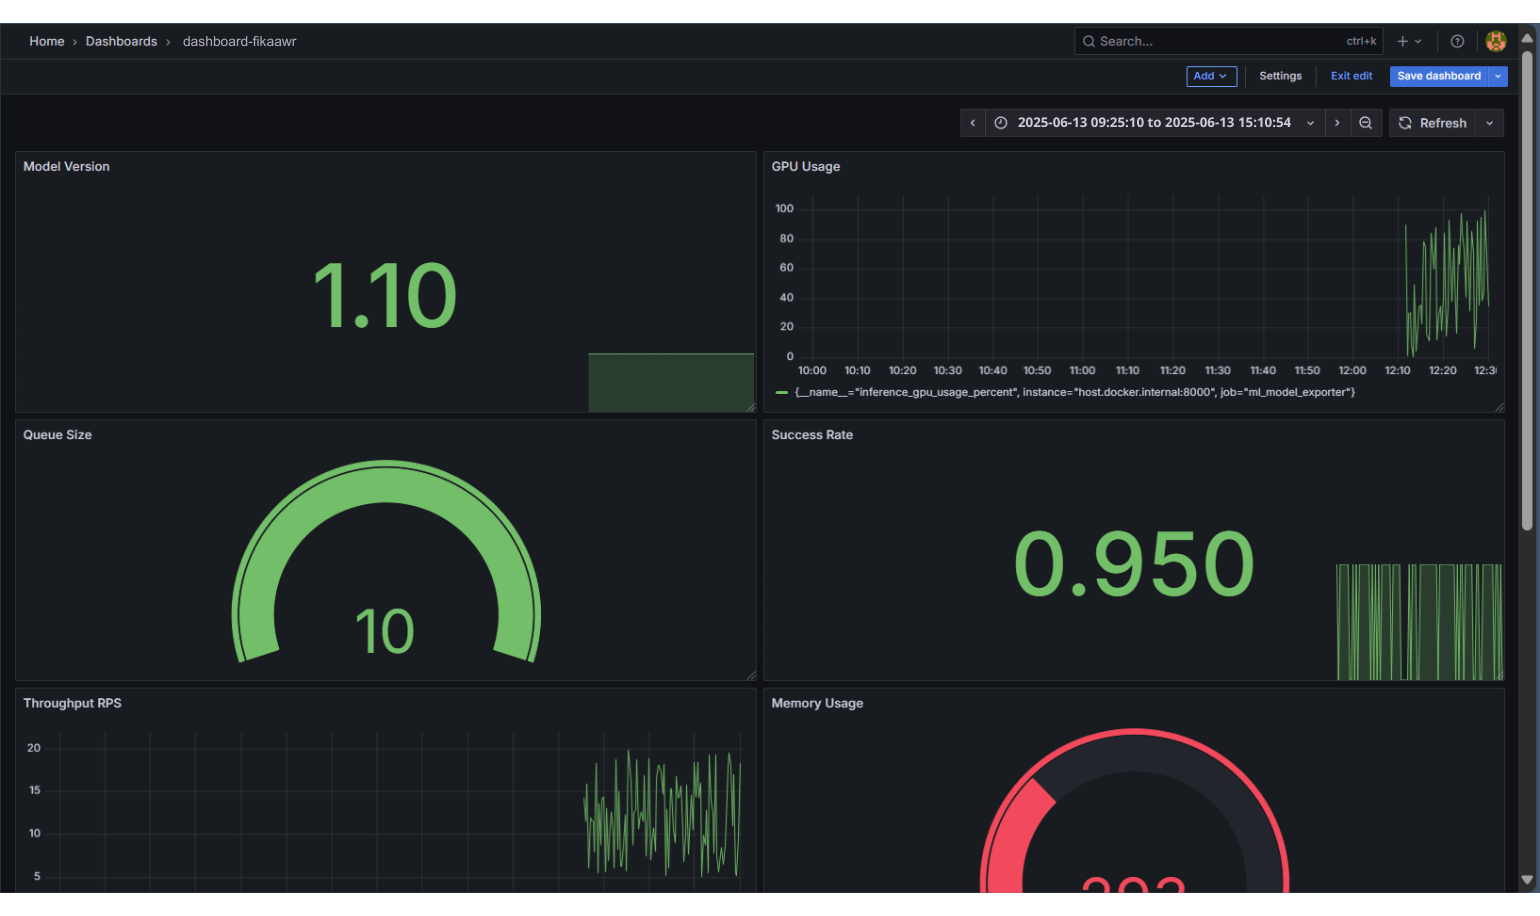 Home › Dashboards › dashboard-fikaawr
Search... ctrl+k
Add Settings Exit edit Save dashboard
2025-06-13 09:25:10 to 2025-06-13 15:10:54 Refresh
Model Version
1.10
GPU Usage
100
80
60
40
20
0
10:00 10:10 10:20 10:30 10:40 10:50 11:00 11:10 11:20 11:30 11:40 11:50 12:00 12:10 12:20 12:30
{__name__="inference_gpu_usage_percent", instance="host.docker.internal:8000", job="ml_model_exporter"}
Queue Size
10
Success Rate
0.950
Throughput RPS
20
15
10
5
Memory Usage